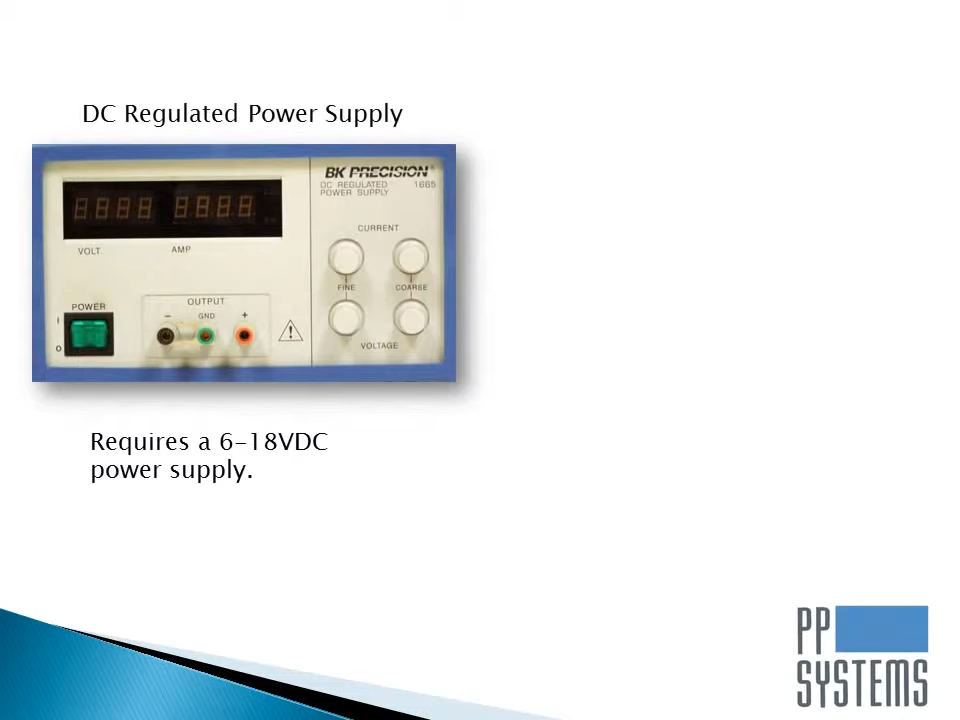 DC Regulated Power Supply
BK PRECISION®
DC REGULATED 1665
POWER SUPPLY
CURRENT
VOLT. AMP
FINE COARSE
POWER
OUTPUT
I
- GND +
O
VOLTAGE
Requires a 6-18VDC
power supply.
PP
SYSTEMS